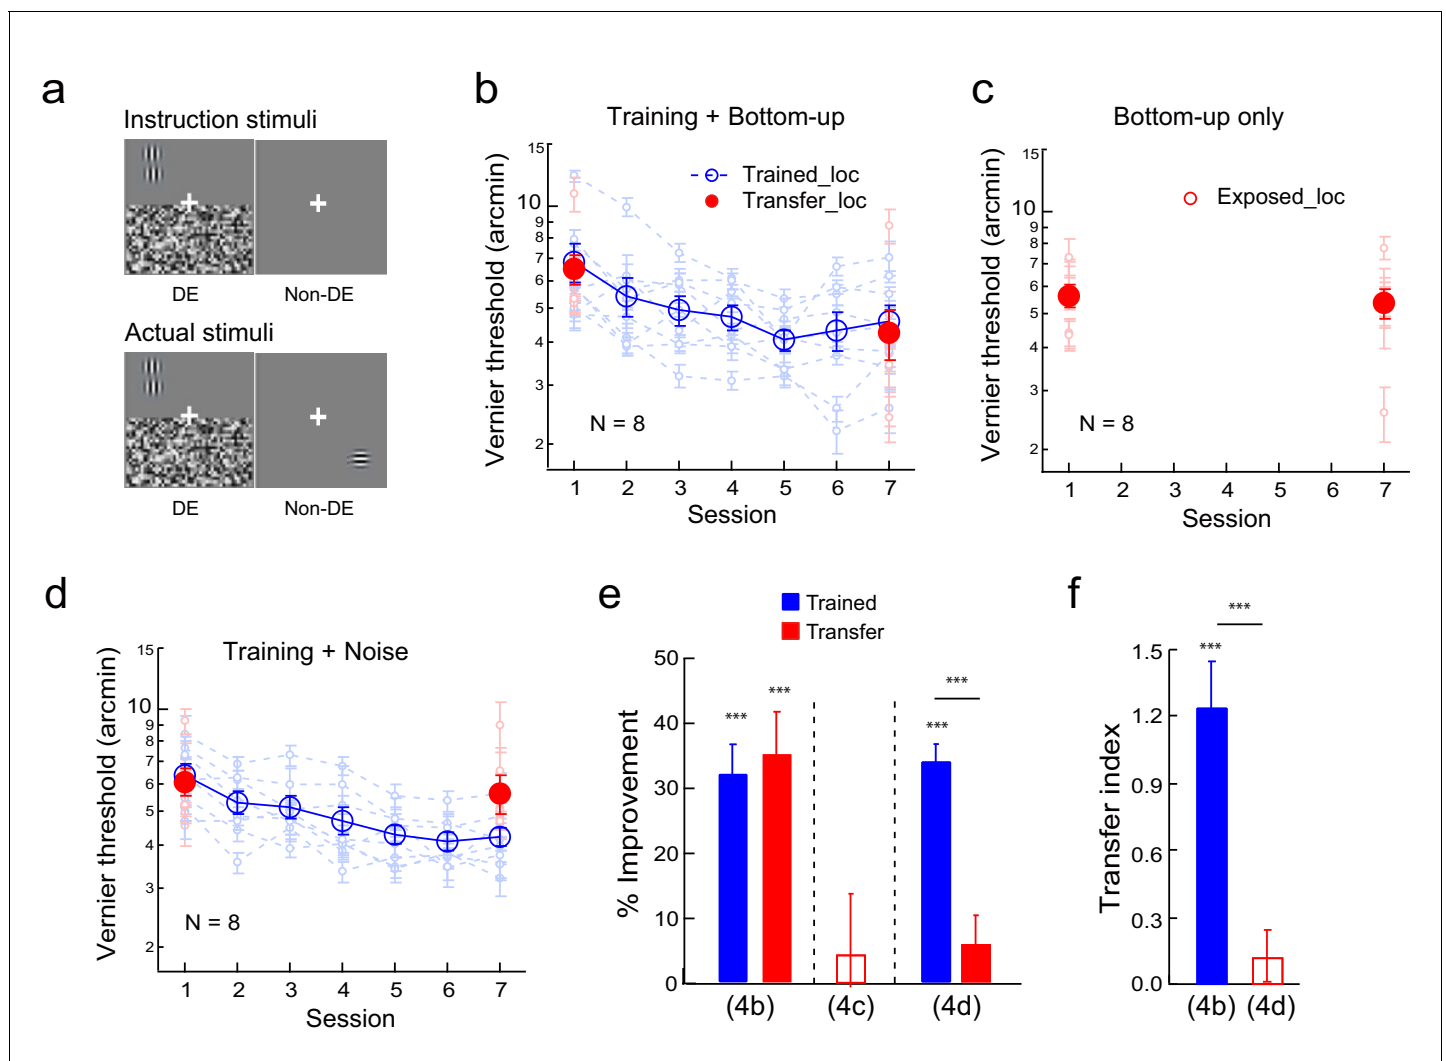 a
Instruction stimuli
DE
Non-DE
Actual stimuli
DE
Non-DE
b
Training + Bottom-up
Vernier threshold (arcmin)
15
10
9
8
7
6
5
4
3
2
Trained_loc
Transfer_loc
N = 8
1 2 3 4 5 6 7
Session
c
Bottom-up only
Vernier threshold (arcmin)
15
10
9
8
7
6
5
4
3
2
Exposed_loc
N = 8
1 2 3 4 6 6 7
Session
d
Training + Noise
Vernier threshold (arcmin)
15
10
9
8
7
6
5
4
3
2
N = 8
1 2 3 4 5 6 7
Session
e
Trained
Transfer
% Improvement
50
40
30
20
10
0
***
***
***
***
(4b) (4c) (4d)
f
Transfer index
1.5
1.2
0.9
0.6
0.3
0.0
***
***
(4b) (4d)